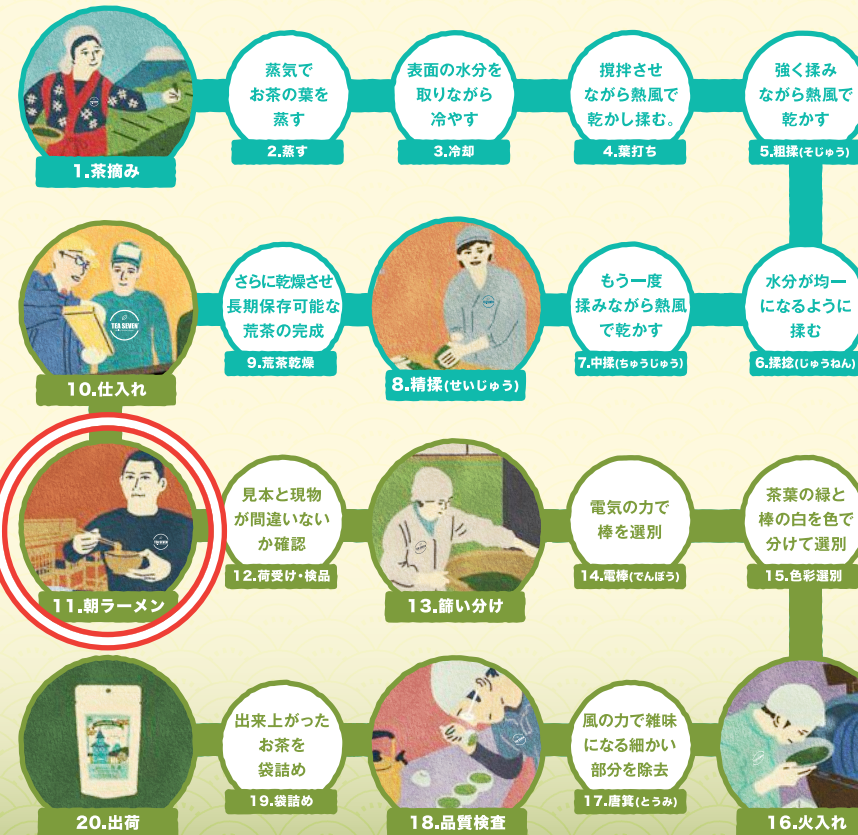 1.茶摘み
蒸気で
お茶の葉を
蒸す
2.蒸す
表面の水分を
取りながら
冷やす
3.冷却
撹拌させ
ながら熱風で
乾かし揉む。
4.葉打ち
強く揉み
ながら熱風で
乾かす
5.粗揉(そじゅう)
水分が均一
になるように
揉む
6.揉捻(じゅうねん)
もう一度
揉みながら熱風
で乾かす
7.中揉(ちゅうじゅう)
8.精揉(せいじゅう)
さらに乾燥させ
長期保存可能な
荒茶の完成
9.荒茶乾燥
TEA SEVEN
10.仕入れ
11.朝ラーメン
見本と現物
が間違いない
か確認
12.荷受け・検品
13.篩い分け
電気の力で
棒を選別
14.電棒(でんぼう)
茶葉の緑と
棒の白を色で
分けて選別
15.色彩選別
16.火入れ
風の力で雑味
になる細かい
部分を除去
17.唐箕(とうみ)
18.品質検査
出来上がった
お茶を
袋詰め
19.袋詰め
20.出荷